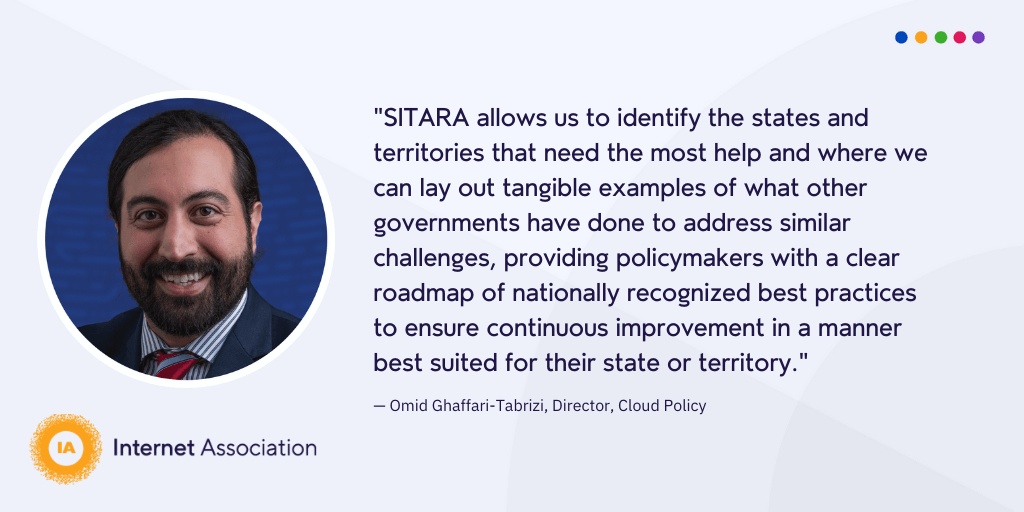 "SITARA allows us to identify the states and
territories that need the most help and where we
can lay out tangible examples of what other
governments have done to address similar
challenges, providing policymakers with a clear
roadmap of nationally recognized best practices
to ensure continuous improvement in a manner
best suited for their state or territory."
— Omid Ghaffari-Tabrizi, Director, Cloud Policy
IA
Internet Association